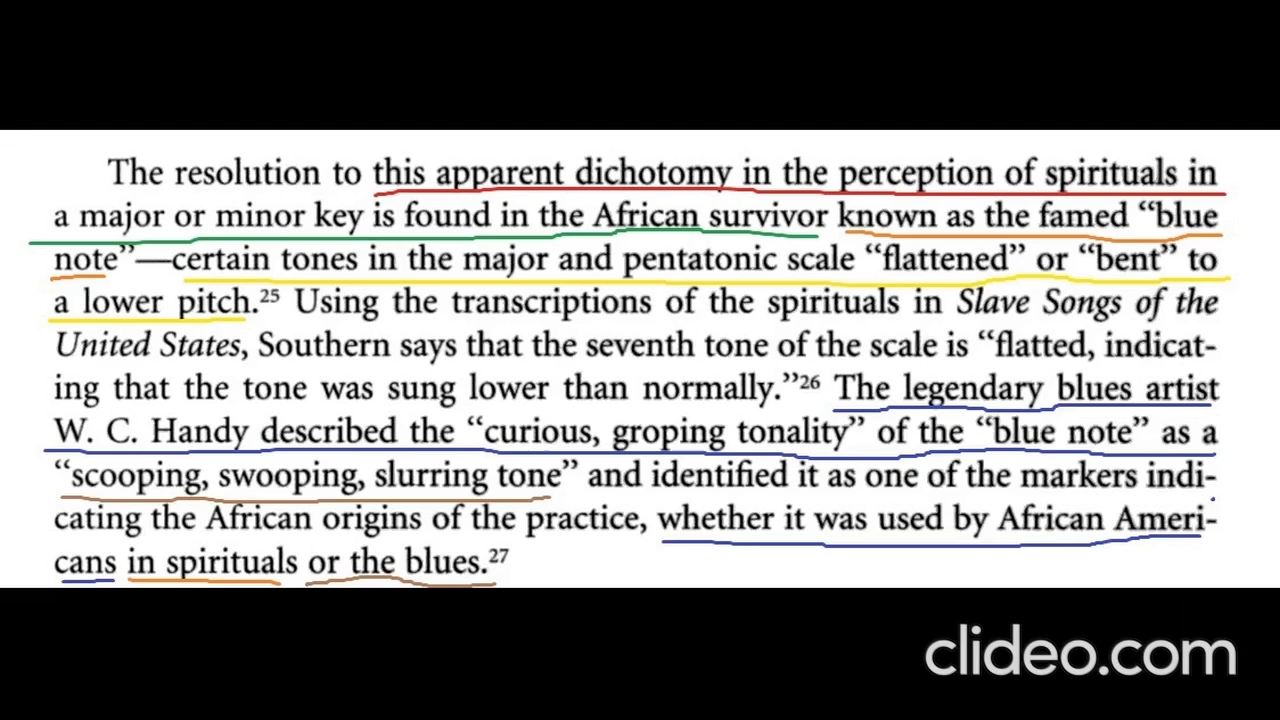 The resolution to this apparent dichotomy in the perception of spirituals in
a major or minor key is found in the African survivor known as the famed “blue
note”—certain tones in the major and pentatonic scale “flattened” or “bent” to
a lower pitch.²⁵ Using the transcriptions of the spirituals in Slave Songs of the
United States, Southern says that the seventh tone of the scale is “flatted, indicat-
ing that the tone was sung lower than normally.”²⁶ The legendary blues artist
W. C. Handy described the “curious, groping tonality” of the “blue note” as a
“scooping, swooping, slurring tone” and identified it as one of the markers indi-
cating the African origins of the practice, whether it was used by African Ameri-
cans in spirituals or the blues.²⁷
clideo.com